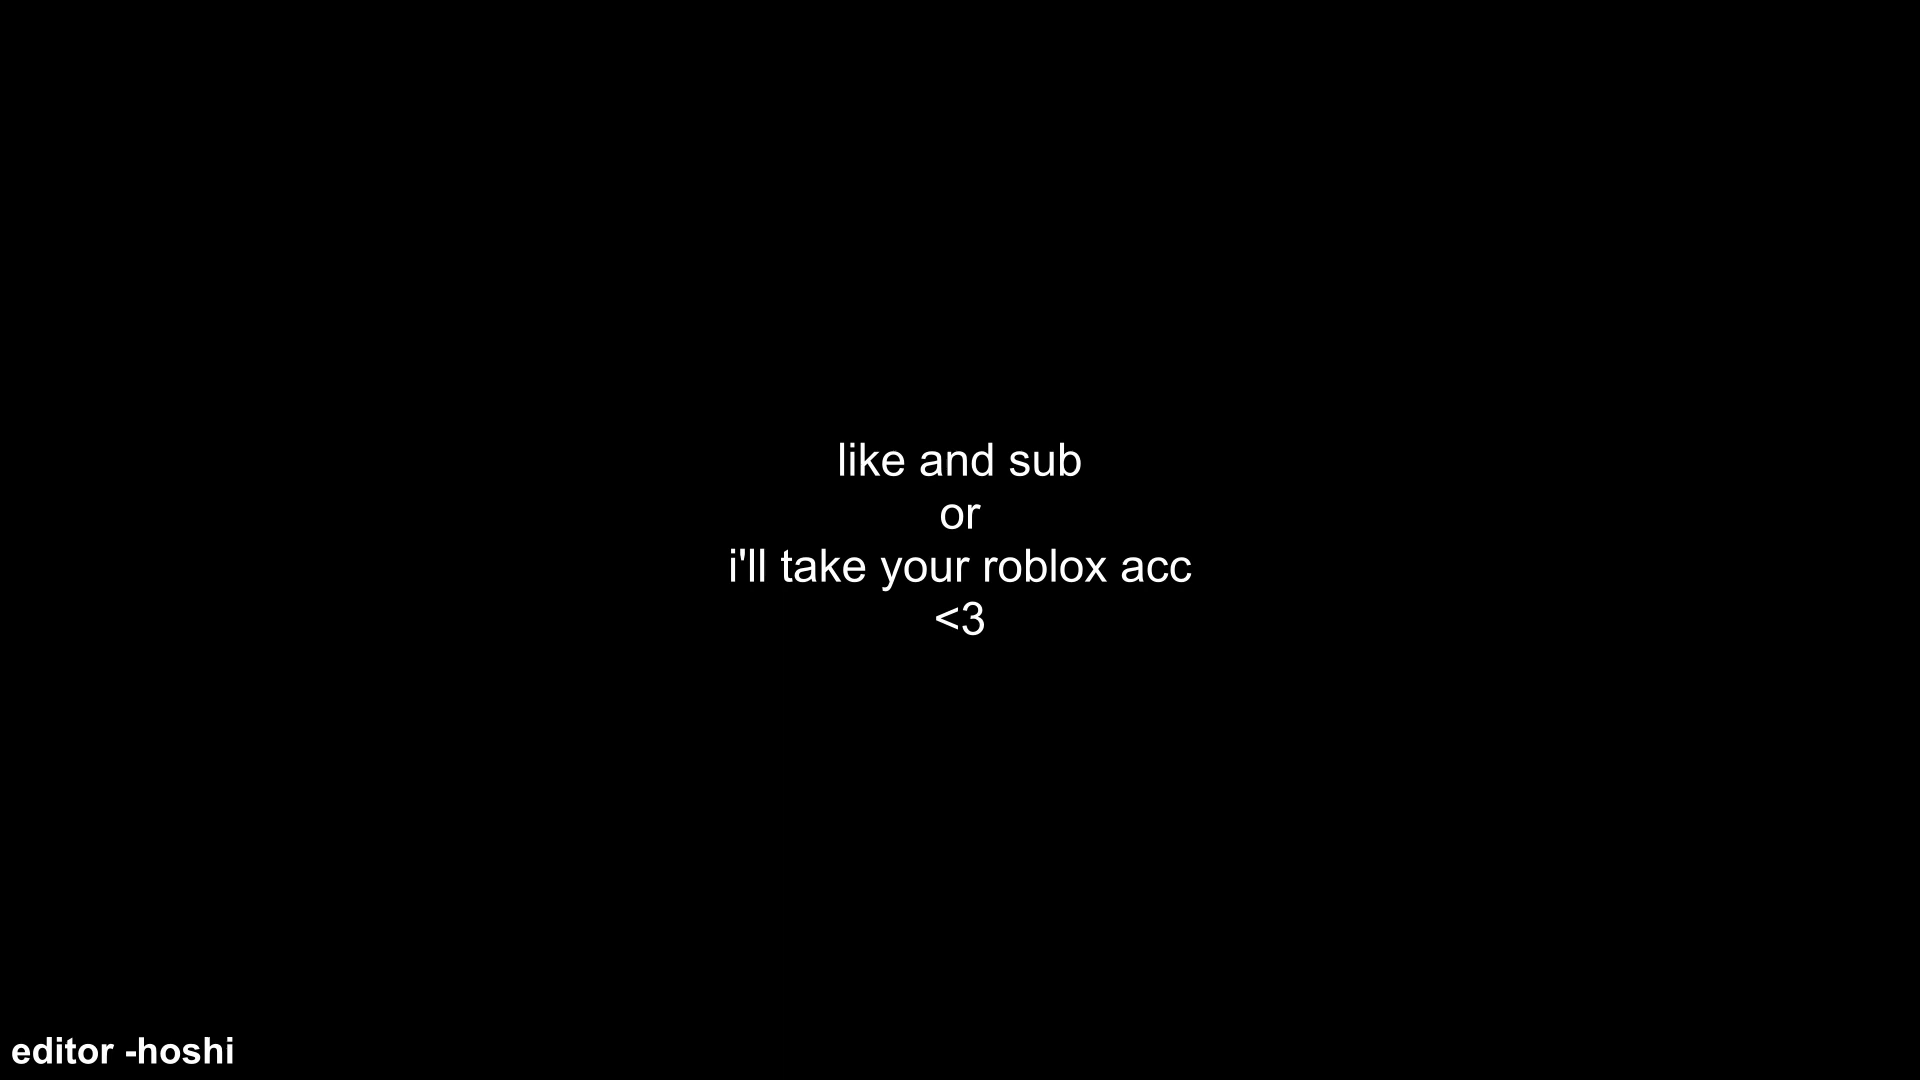 like and sub
or
i'll take your roblox acc
<3
editor -hoshi